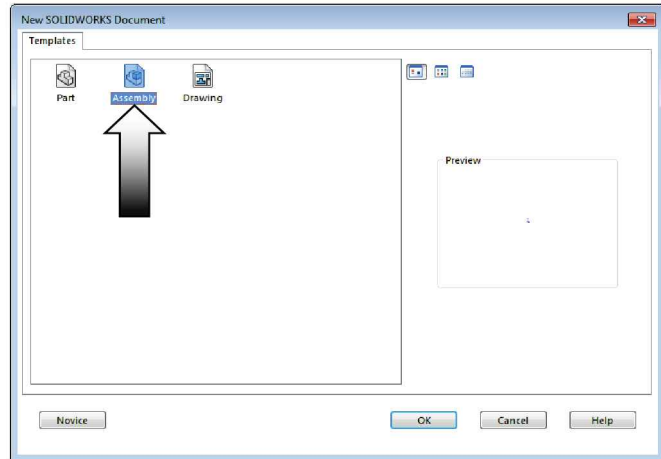 New SOLIDWORKS Document
Templates
Part Assembly Drawing
Preview
Novice OK Cancel Help